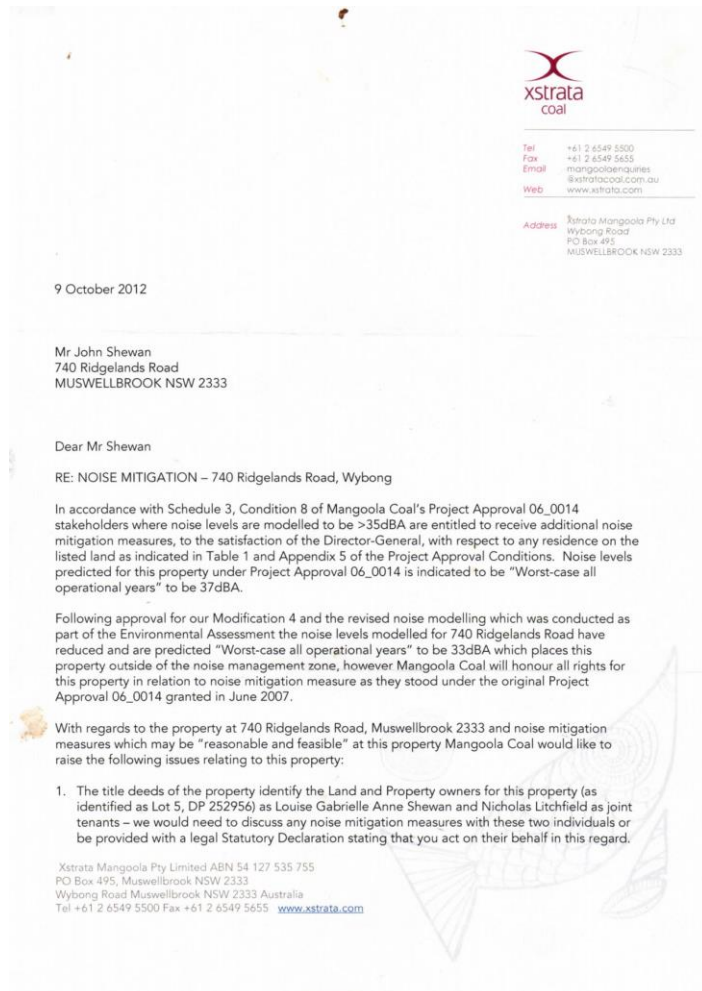 xstrata
coal
Tel +61 2 6549 5500
Fax +61 2 6549 5655
Email mangoolaenquiries
@xstratacoal.com.au
Web www.xstrata.com
Address Xstrata Mangoola Pty Ltd
Wybong Road
PO Box 495
MUSWELLBROOK NSW 2333
9 October 2012
Mr John Shewan
740 Ridgelands Road
MUSWELLBROOK NSW 2333
Dear Mr Shewan
RE: NOISE MITIGATION – 740 Ridgelands Road, Wybong
In accordance with Schedule 3, Condition 8 of Mangoola Coal's Project Approval 06_0014
stakeholders where noise levels are modelled to be >35dBA are entitled to receive additional noise
mitigation measures, to the satisfaction of the Director-General, with respect to any residence on the
listed land as indicated in Table 1 and Appendix 5 of the Project Approval Conditions. Noise levels
predicted for this property under Project Approval 06_0014 is indicated to be "Worst-case all
operational years" to be 37dBA.
Following approval for our Modification 4 and the revised noise modelling which was conducted as
part of the Environmental Assessment the noise levels modelled for 740 Ridgelands Road have
reduced and are predicted "Worst-case all operational years" to be 33dBA which places this
property outside of the noise management zone, however Mangoola Coal will honour all rights for
this property in relation to noise mitigation measure as they stood under the original Project
Approval 06_0014 granted in June 2007.
With regards to the property at 740 Ridgelands Road, Muswellbrook 2333 and noise mitigation
measures which may be "reasonable and feasible" at this property Mangoola Coal would like to
raise the following issues relating to this property:
1. The title deeds of the property identify the Land and Property owners for this property (as
identified as Lot 5, DP 252956) as Louise Gabrielle Anne Shewan and Nicholas Litchfield as joint
tenants – we would need to discuss any noise mitigation measures with these two individuals or
be provided with a legal Statutory Declaration stating that you act on their behalf in this regard.
Xstrata Mangoola Pty Limited ABN 54 127 535 755
PO Box 495, Muswellbrook NSW 2333
Wybong Road Muswellbrook NSW 2333 Australia
Tel +61 2 6549 5500 Fax +61 2 6549 5655 www.xstrata.com